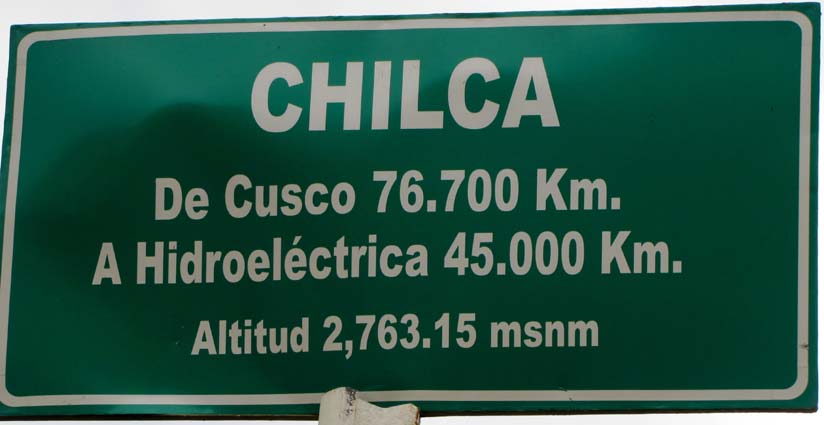 CHILCA
De Cusco 76.700 Km.
A Hidroeléctrica 45.000 Km.
Altitud 2,763.15 msnm